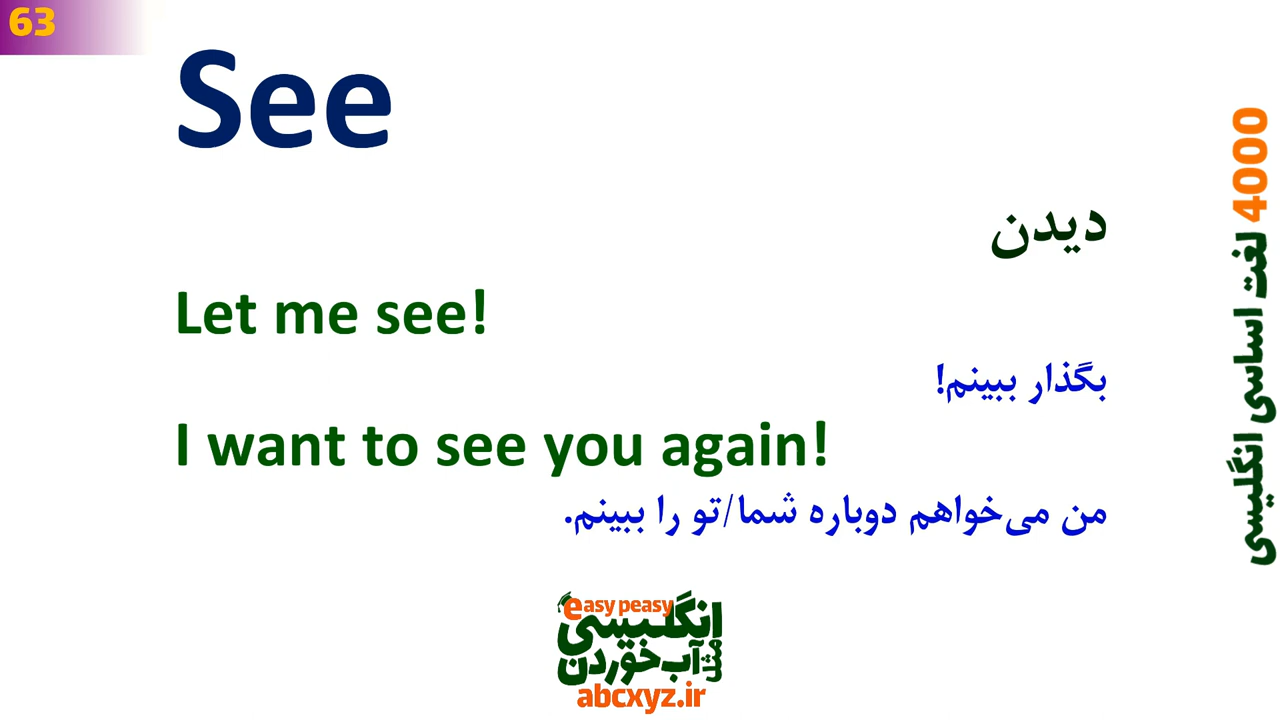 63
See
دیدن
Let me see!
بگذار ببینم!
I want to see you again!
من می‌خواهم دوباره شما/تو را ببینم.
4000 لغت اساسی انگلیسی
easy peasy
انگلیسی
مثل آب خوردن
abcxyz.ir